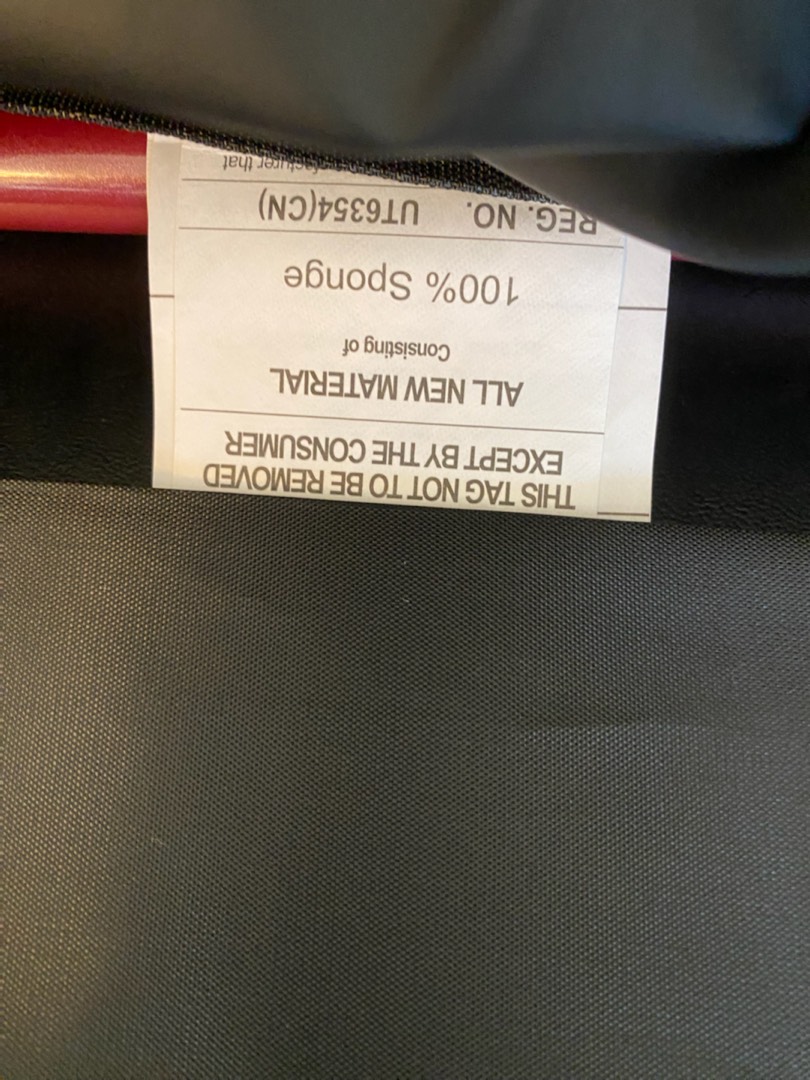 THIS TAG NOT TO BE REMOVED
EXCEPT BY THE CONSUMER
ALL NEW MATERIAL
Consisting of
100% Sponge
REG. NO. UT6354(CN)
that